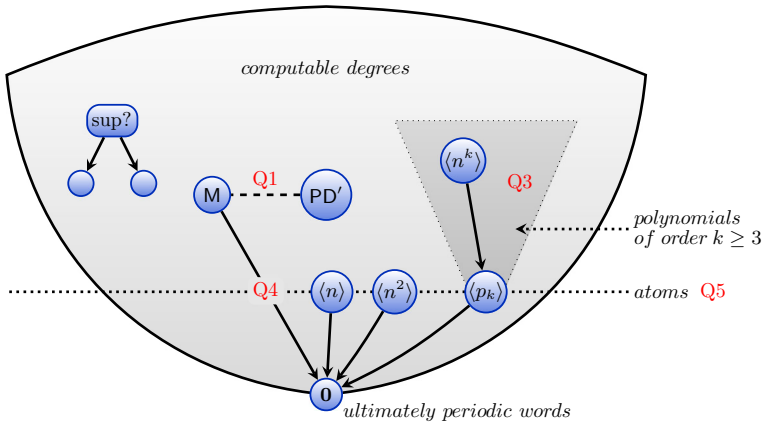 computable degrees
sup?
⟨n^k⟩
Q1
Q3
M
PD′
polynomials
of order k ≥ 3
Q4
⟨n⟩
⟨n^2⟩
⟨p_k⟩
atoms Q5
0
ultimately periodic words